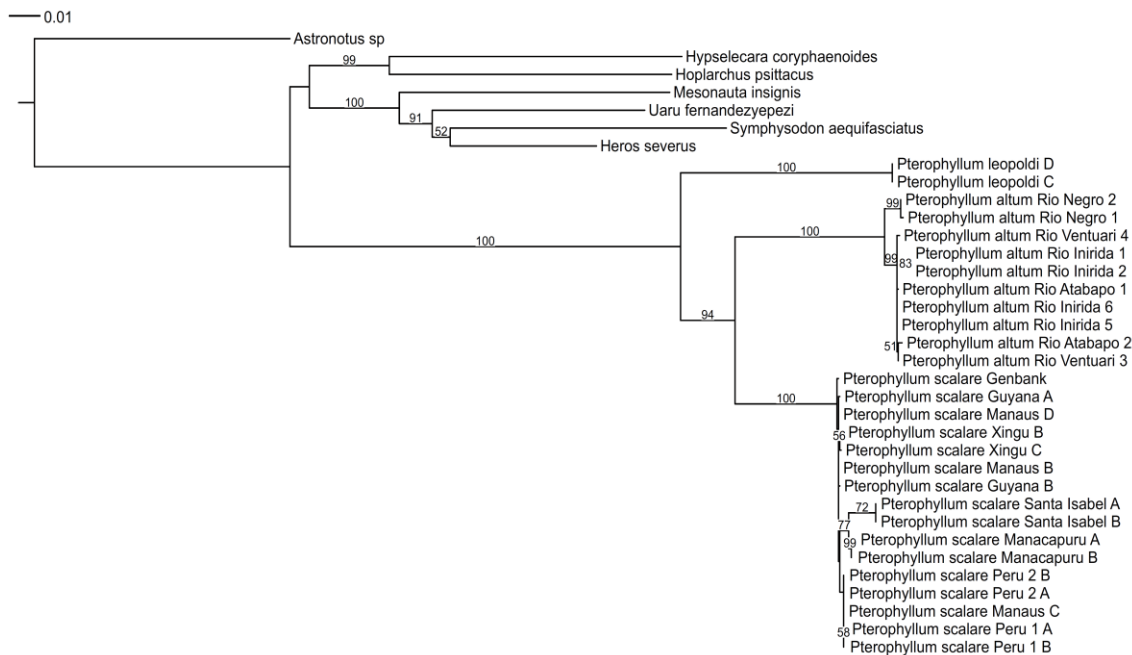 0.01
Astronotus sp
Hypselecara coryphaenoides
99
Hoplarchus psittacus
Mesonauta insignis
100
Uaru fernandezyepezi
91
Symphysodon aequifasciatus
52
Heros severus
Pterophyllum leopoldi D
100
Pterophyllum leopoldi C
Pterophyllum altum Rio Negro 2
99
Pterophyllum altum Rio Negro 1
100
Pterophyllum altum Rio Ventuari 4
100
Pterophyllum altum Rio Inirida 1
99
83
Pterophyllum altum Rio Inirida 2
Pterophyllum altum Rio Atabapo 1
Pterophyllum altum Rio Inirida 6
94
Pterophyllum altum Rio Inirida 5
Pterophyllum altum Rio Atabapo 2
51
Pterophyllum altum Rio Ventuari 3
Pterophyllum scalare Genbank
100
Pterophyllum scalare Guyana A
Pterophyllum scalare Manaus D
Pterophyllum scalare Xingu B
56
Pterophyllum scalare Xingu C
Pterophyllum scalare Manaus B
Pterophyllum scalare Guyana B
Pterophyllum scalare Santa Isabel A
72
Pterophyllum scalare Santa Isabel B
77
Pterophyllum scalare Manacapuru A
99
Pterophyllum scalare Manacapuru B
Pterophyllum scalare Peru 2 B
Pterophyllum scalare Peru 2 A
Pterophyllum scalare Manaus C
Pterophyllum scalare Peru 1 A
58
Pterophyllum scalare Peru 1 B